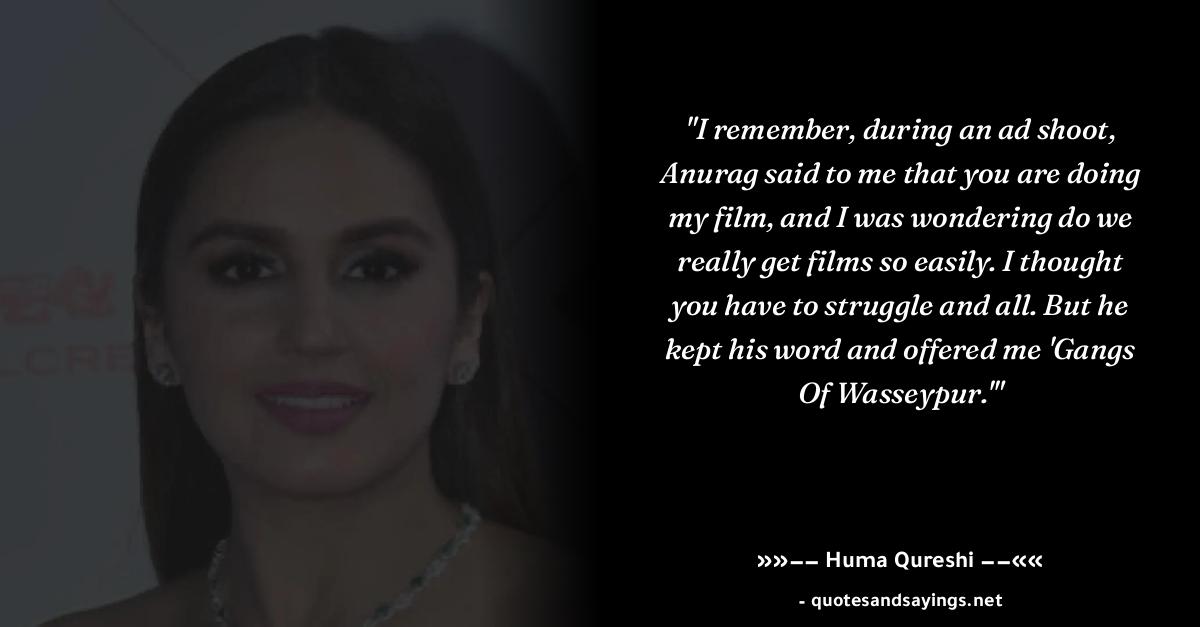 "I remember, during an ad shoot,
Anurag said to me that you are doing
my film, and I was wondering do we
really get films so easily. I thought
you have to struggle and all. But he
kept his word and offered me 'Gangs
Of Wasseypur.'"
»»−− Huma Qureshi −−««
- quotesandsayings.net
LCRE